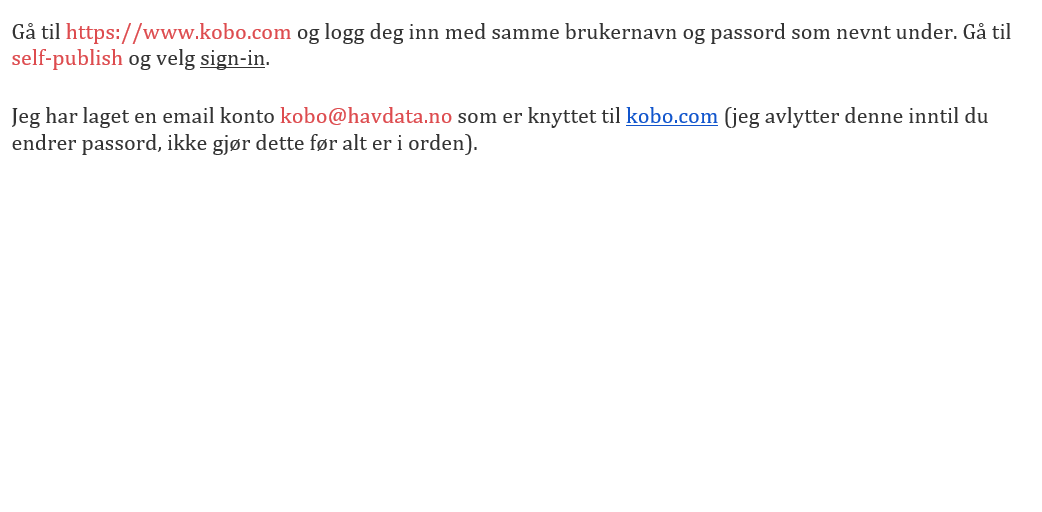 Gå til https://www.kobo.com og logg deg inn med samme brukernavn og passord som nevnt under. Gå til
self-publish og velg sign-in.
Jeg har laget en email konto kobo@havdata.no som er knyttet til kobo.com (jeg avlytter denne inntil du
endrer passord, ikke gjør dette før alt er i orden).